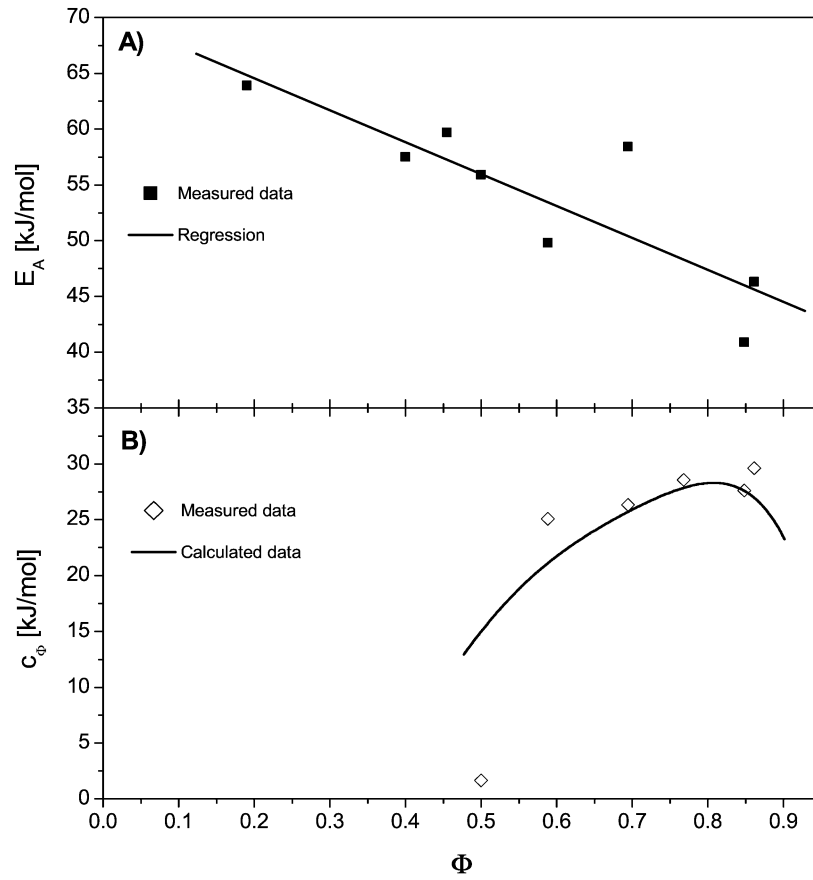 A)
70
65
60
55
50
45
40
35
E_A [kJ/mol]
Measured data
Regression
B)
30
25
20
15
10
5
0
c_Φ [kJ/mol]
Measured data
Calculated data
0.0 0.1 0.2 0.3 0.4 0.5 0.6 0.7 0.8 0.9
Φ